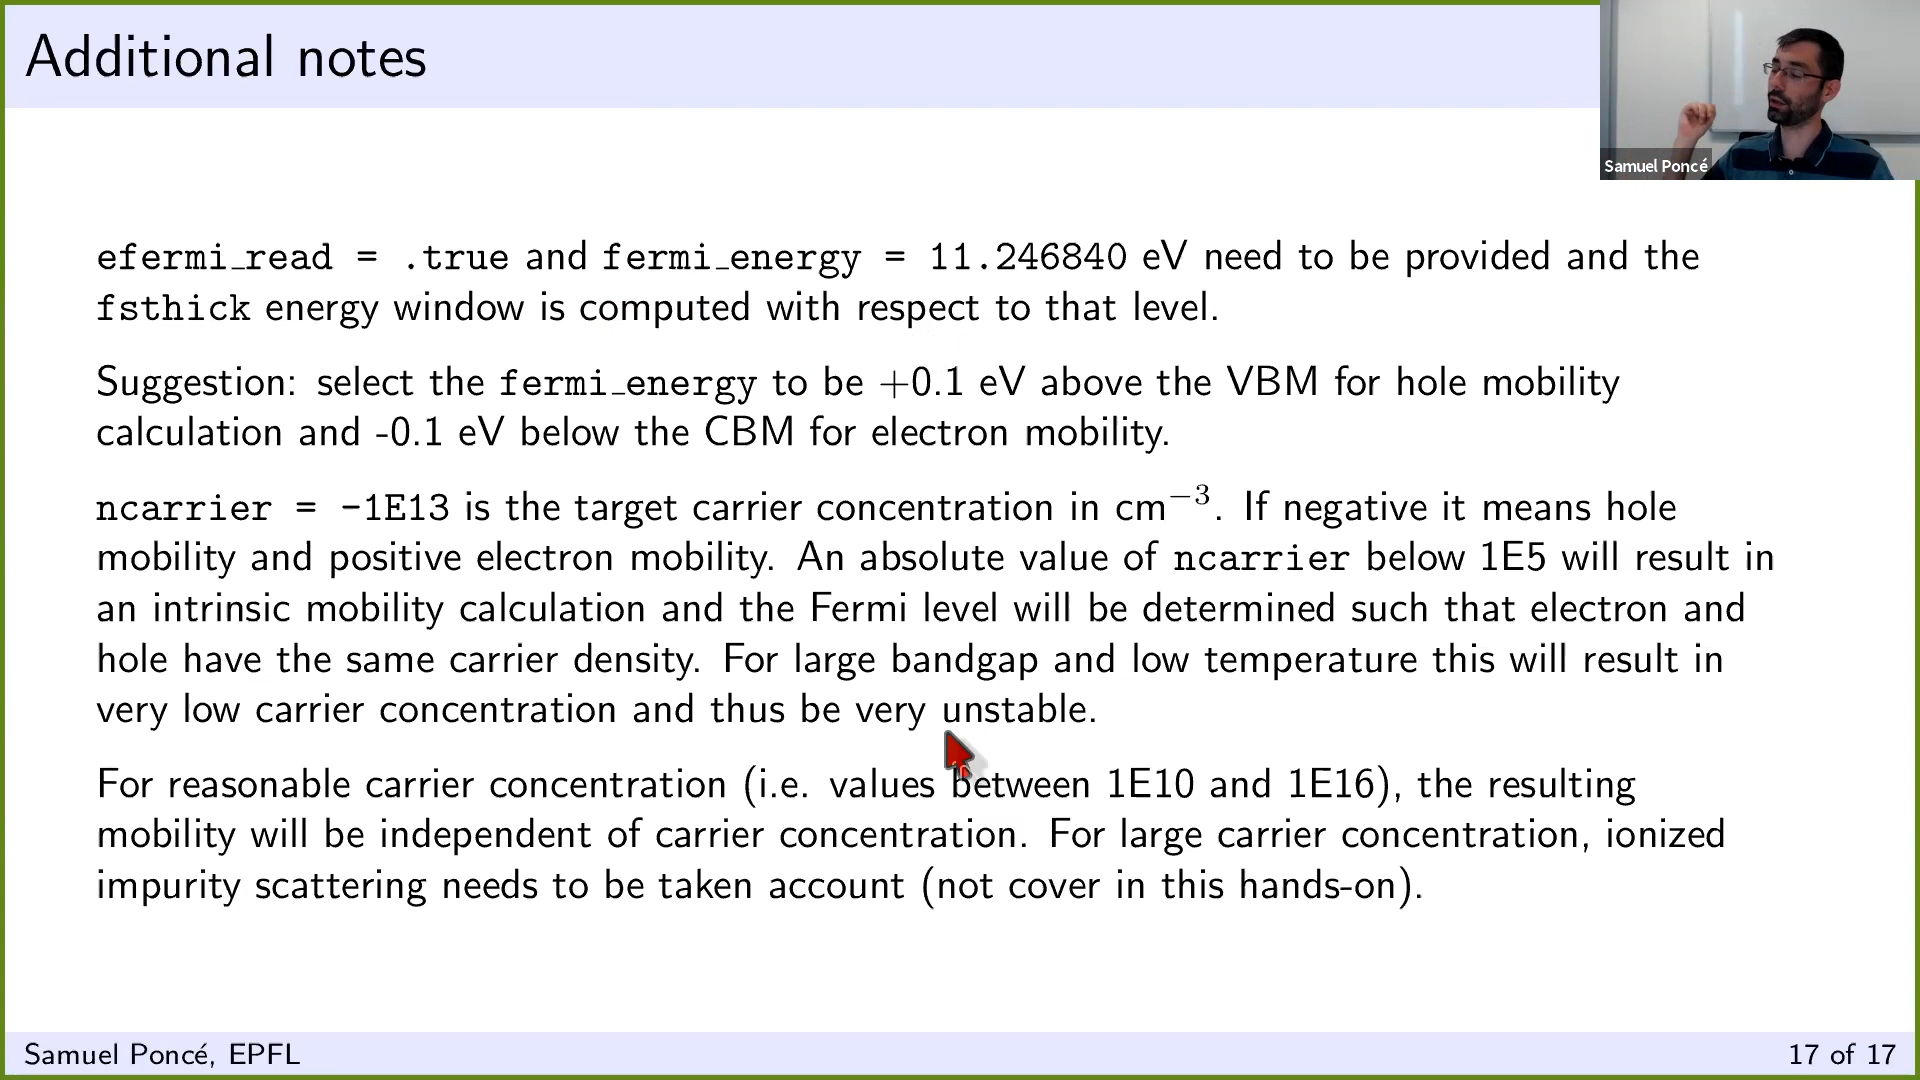 Additional notes
Samuel Poncé
efermi_read = .true and fermi_energy = 11.246840 eV need to be provided and the
fsthick energy window is computed with respect to that level.
Suggestion: select the fermi_energy to be +0.1 eV above the VBM for hole mobility
calculation and -0.1 eV below the CBM for electron mobility.
ncarrier = -1E13 is the target carrier concentration in cm⁻³. If negative it means hole
mobility and positive electron mobility. An absolute value of ncarrier below 1E5 will result in
an intrinsic mobility calculation and the Fermi level will be determined such that electron and
hole have the same carrier density. For large bandgap and low temperature this will result in
very low carrier concentration and thus be very unstable.
For reasonable carrier concentration (i.e. values between 1E10 and 1E16), the resulting
mobility will be independent of carrier concentration. For large carrier concentration, ionized
impurity scattering needs to be taken account (not cover in this hands-on).
Samuel Poncé, EPFL
17 of 17